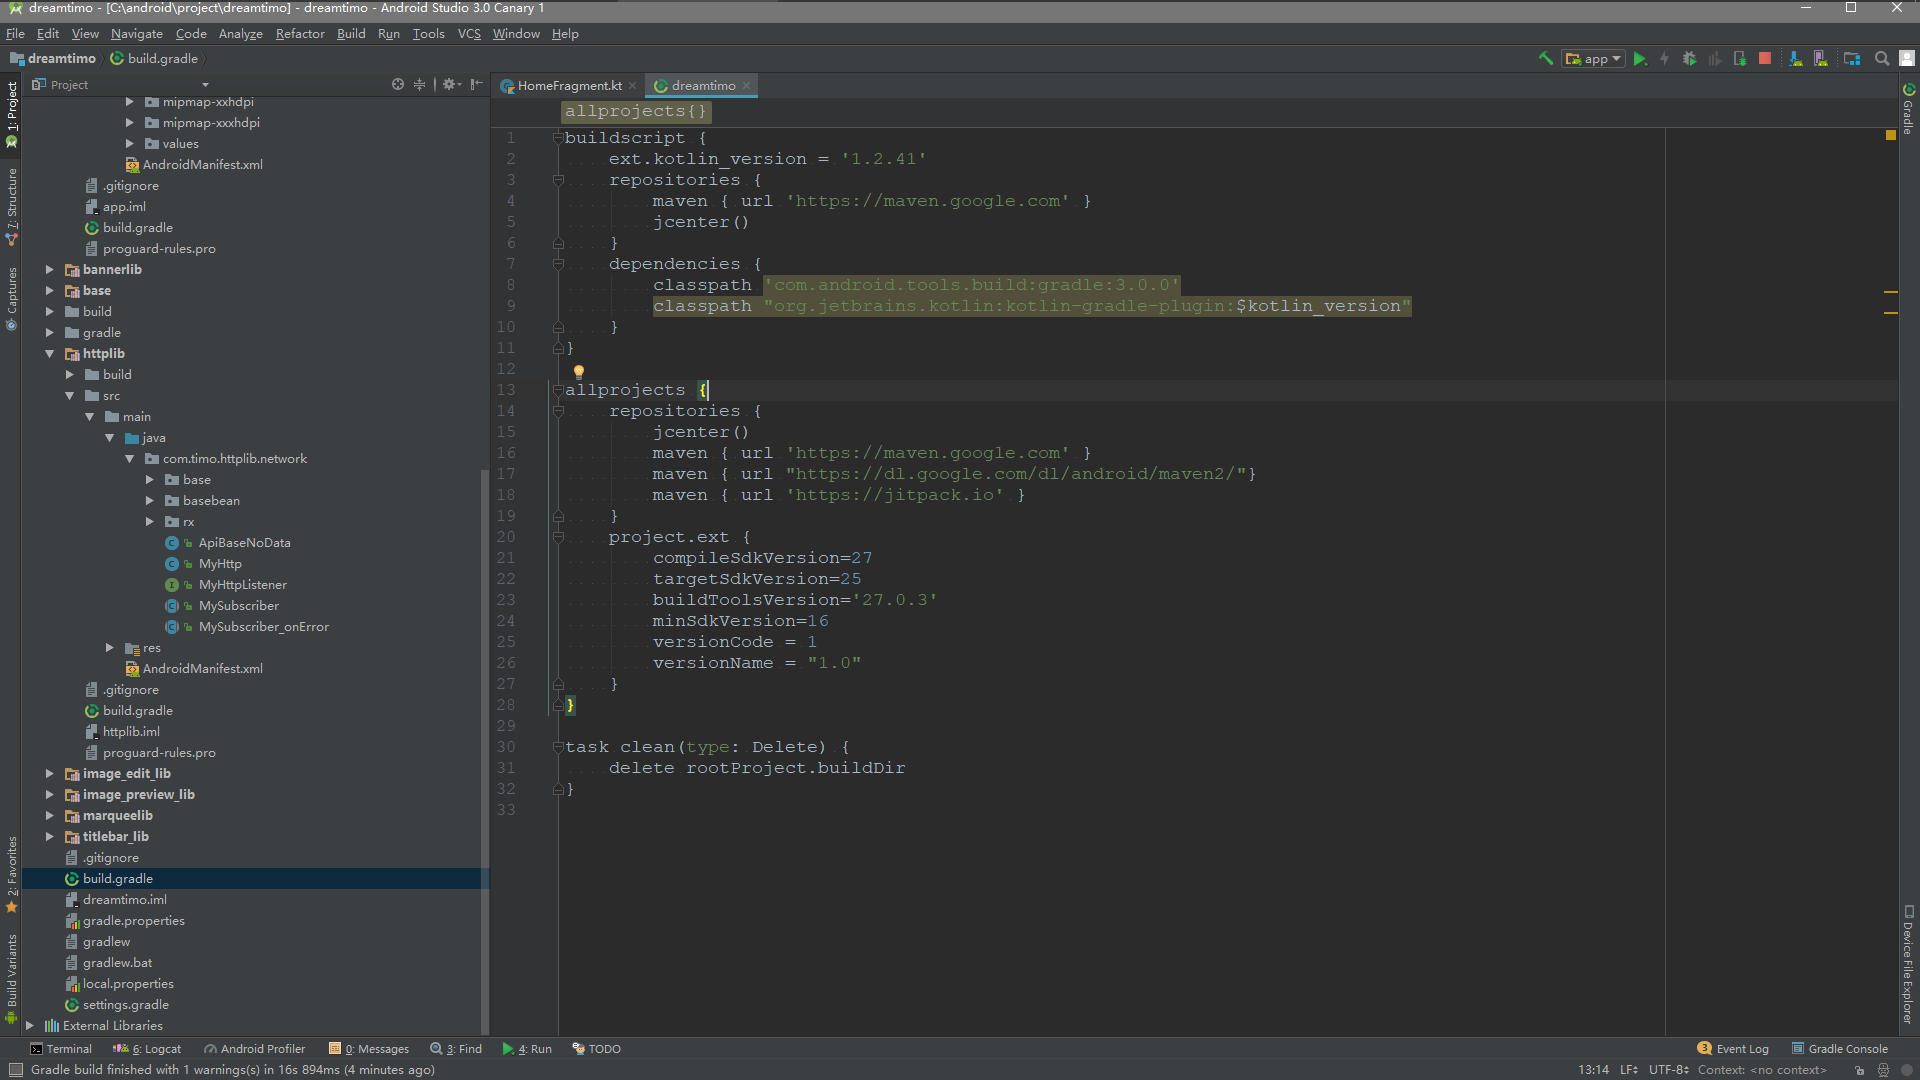 dreamtimo - [C:\android\project\dreamtimo] - dreamtimo - Android Studio 3.0 Canary 1
File Edit View Navigate Code Analyze Refactor Build Run Tools VCS Window Help
dreamtimo build.gradle
app
Project
HomeFragment.kt
dreamtimo
1: Project
7: Structure
Captures
2: Favorites
Build Variants
mipmap-xxhdpi
mipmap-xxxhdpi
values
AndroidManifest.xml
.gitignore
app.iml
build.gradle
proguard-rules.pro
bannerlib
base
build
gradle
httplib
build
src
main
java
com.timo.httplib.network
base
basebean
rx
ApiBaseNoData
MyHttp
MyHttpListener
MySubscriber
MySubscriber_onError
res
AndroidManifest.xml
.gitignore
build.gradle
httplib.iml
proguard-rules.pro
image_edit_lib
image_preview_lib
marqueelib
titlebar_lib
.gitignore
build.gradle
dreamtimo.iml
gradle.properties
gradlew
gradlew.bat
local.properties
settings.gradle
External Libraries
allprojects{}
1 buildscript {
2 ext.kotlin_version = '1.2.41'
3 repositories {
4 maven { url 'https://maven.google.com' }
5 jcenter()
6 }
7 dependencies {
8 classpath 'com.android.tools.build:gradle:3.0.0'
9 classpath "org.jetbrains.kotlin:kotlin-gradle-plugin:$kotlin_version"
10 }
11 }
12
13 allprojects {
14 repositories {
15 jcenter()
16 maven { url 'https://maven.google.com' }
17 maven { url "https://dl.google.com/dl/android/maven2/"}
18 maven { url 'https://jitpack.io' }
19 }
20 project.ext {
21 compileSdkVersion=27
22 targetSdkVersion=25
23 buildToolsVersion='27.0.3'
24 minSdkVersion=16
25 versionCode = 1
26 versionName = "1.0"
27 }
28 }
29
30 task clean(type: Delete) {
31 delete rootProject.buildDir
32 }
33
Gradle
Device File Explorer
Terminal 6: Logcat Android Profiler 0: Messages 3: Find 4: Run TODO
3 Event Log Gradle Console
Gradle build finished with 1 warnings(s) in 16s 894ms (4 minutes ago)
13:14 LF UTF-8 Context: <no context>